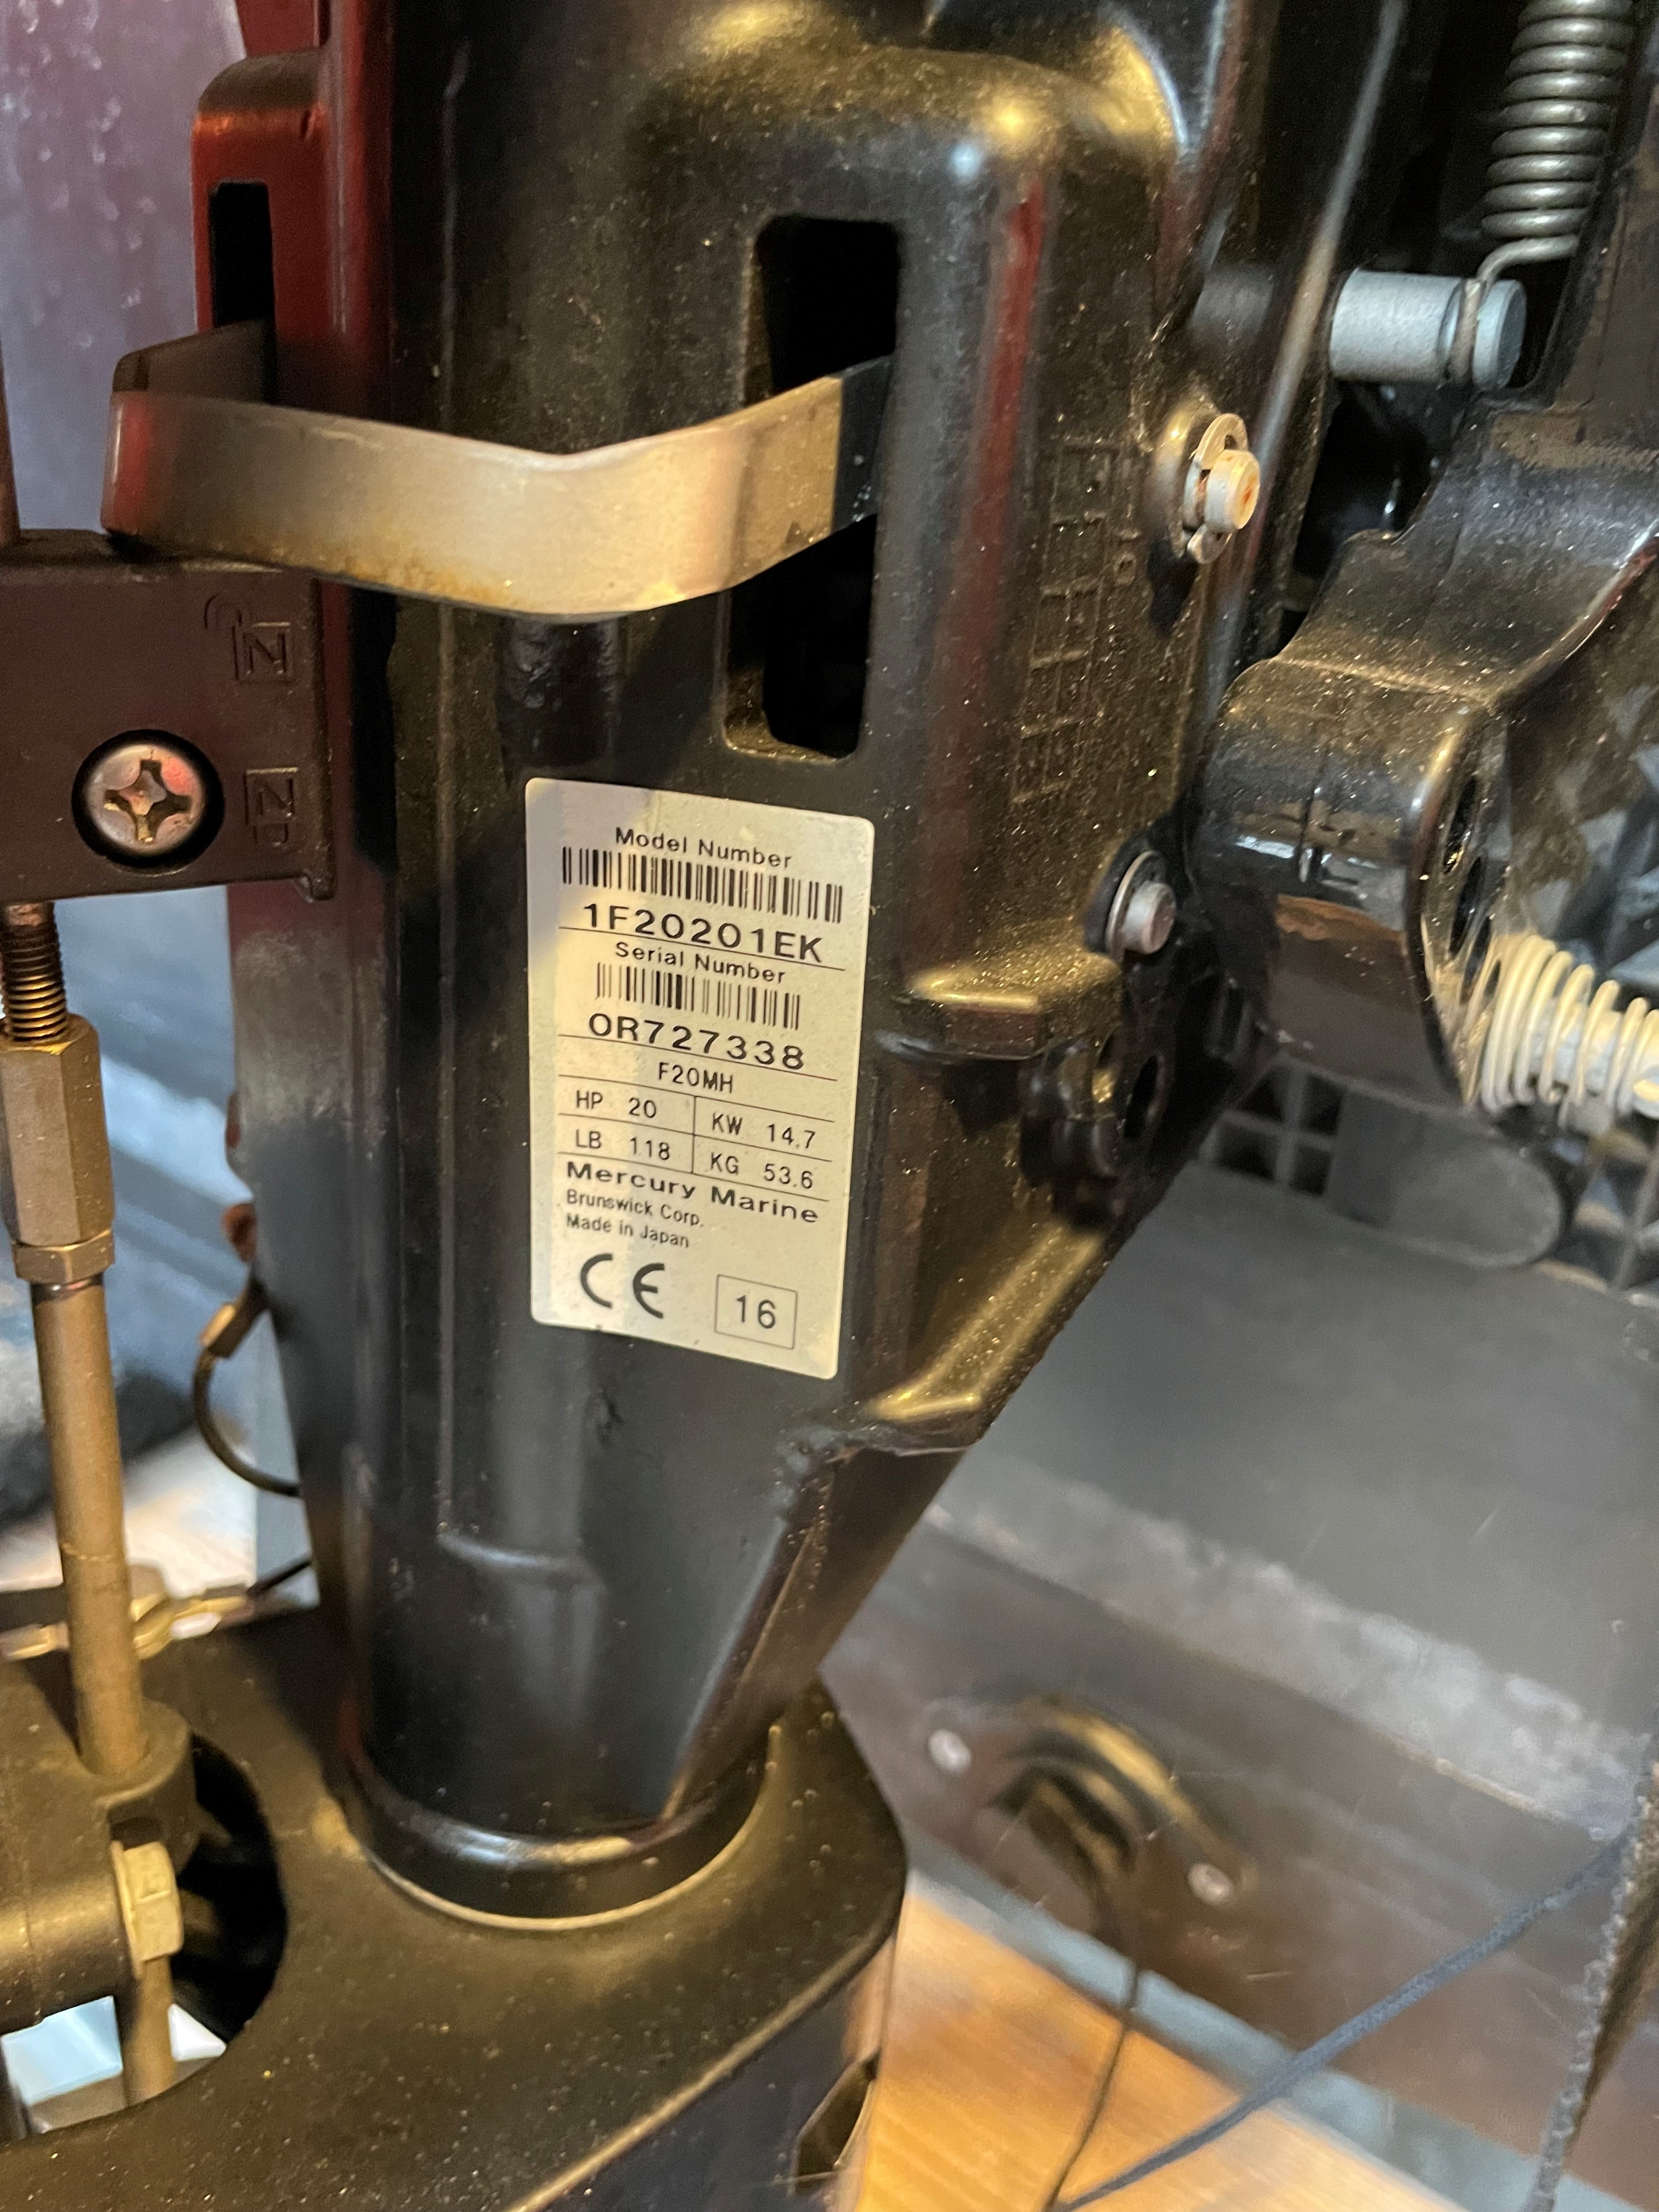 Model Number
1F20201EK
Serial Number
0R727338
F20MH
HP 20 KW 14.7
LB 118 KG 53.6
Mercury Marine
Brunswick Corp.
Made in Japan
CE 16